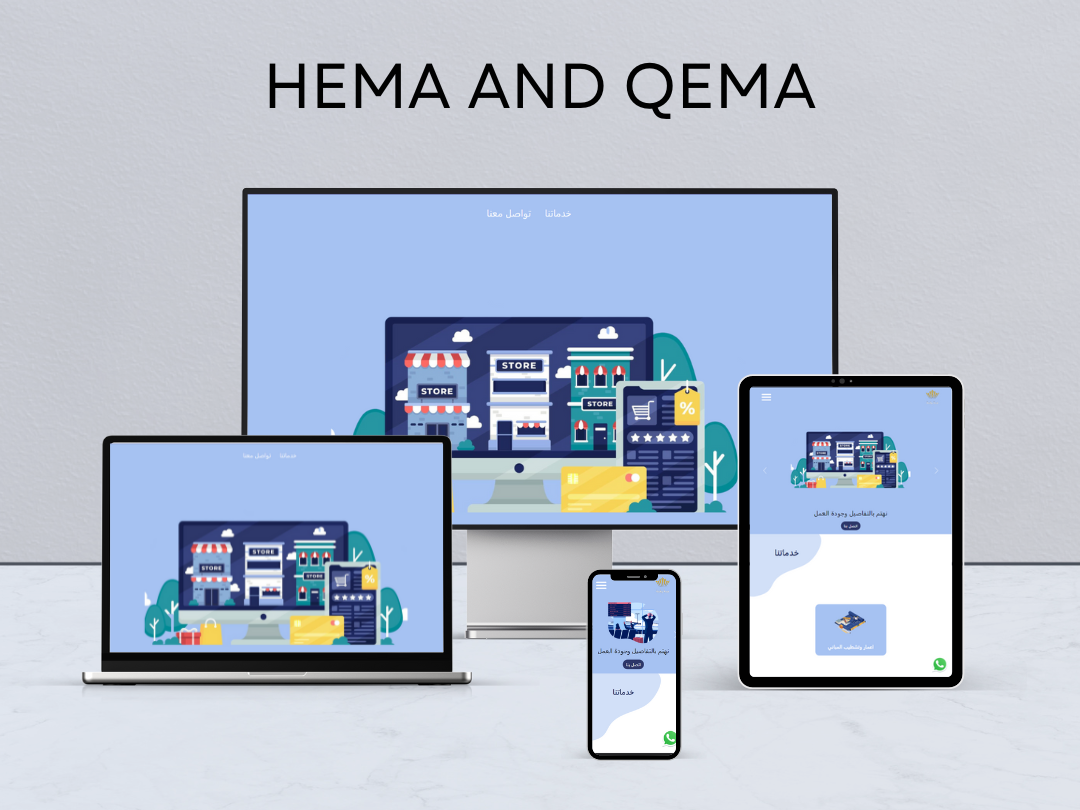 HEMA AND QEMA
خدماتنا تواصل معنا
STORE
STORE
STORE
%
خدماتنا تواصل معنا
STORE
STORE
STORE
%
نهتم بالتفاصيل وجودة العمل
اتصل بنا
خدماتنا
نهتم بالتفاصيل وجودة العمل
اتصل بنا
خدماتنا